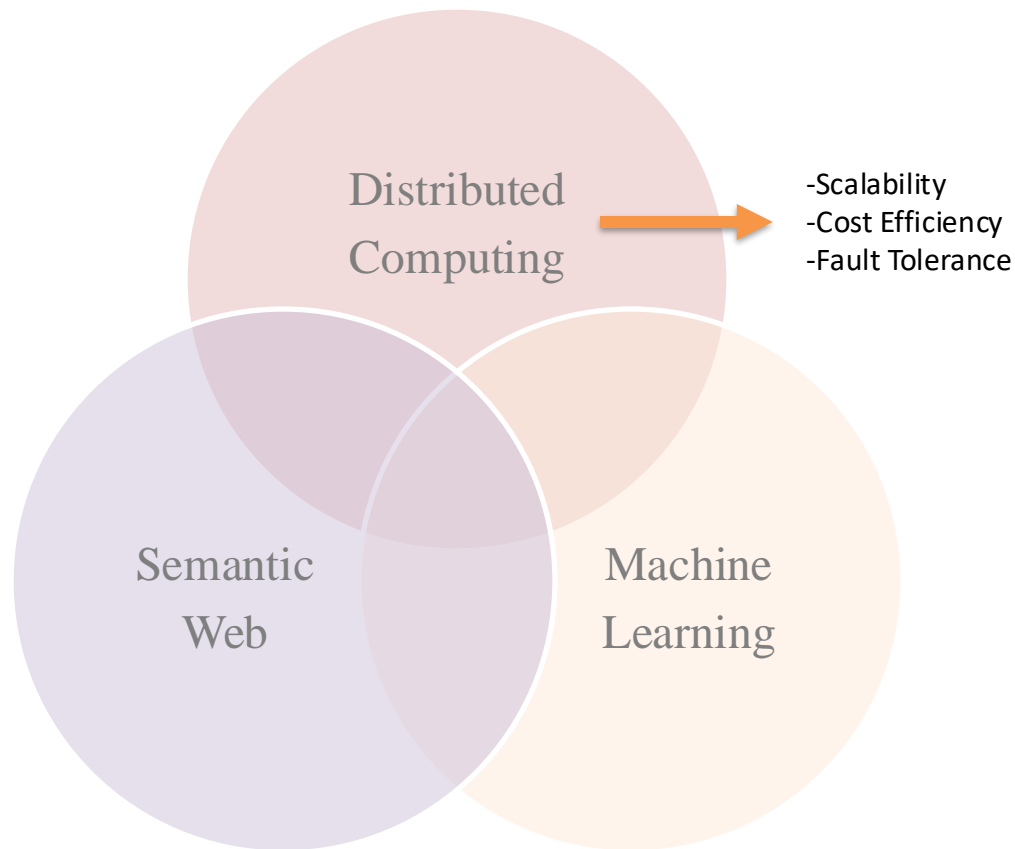 Distributed
Computing
-Scalability
-Cost Efficiency
-Fault Tolerance
Semantic
Web
Machine
Learning